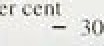 er cent
– 30